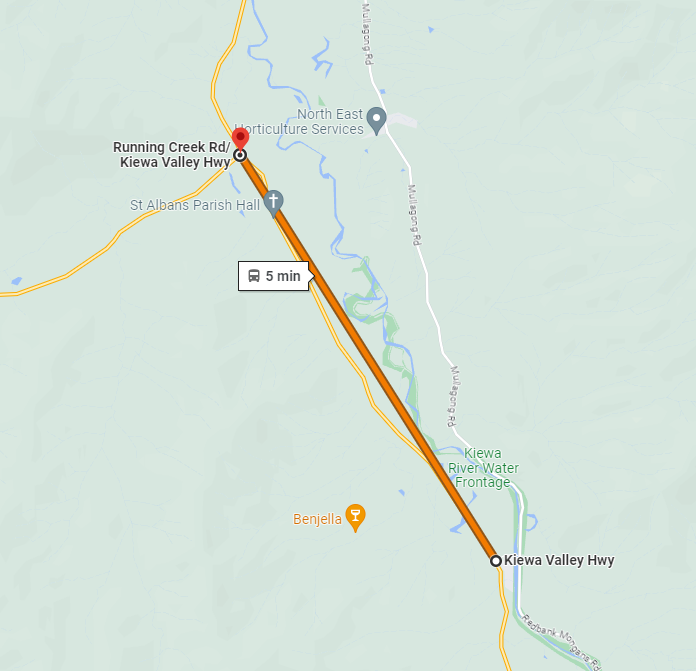 Mullagong Rd
North East
Horticulture Services
Running Creek Rd/
Kiewa Valley Hwy
St Albans Parish Hall
Mullagong Rd
5 min
Mullagong Rd
Kiewa
River Water
Frontage
Benjella
Kiewa Valley Hwy
Redbank Mongans Rd